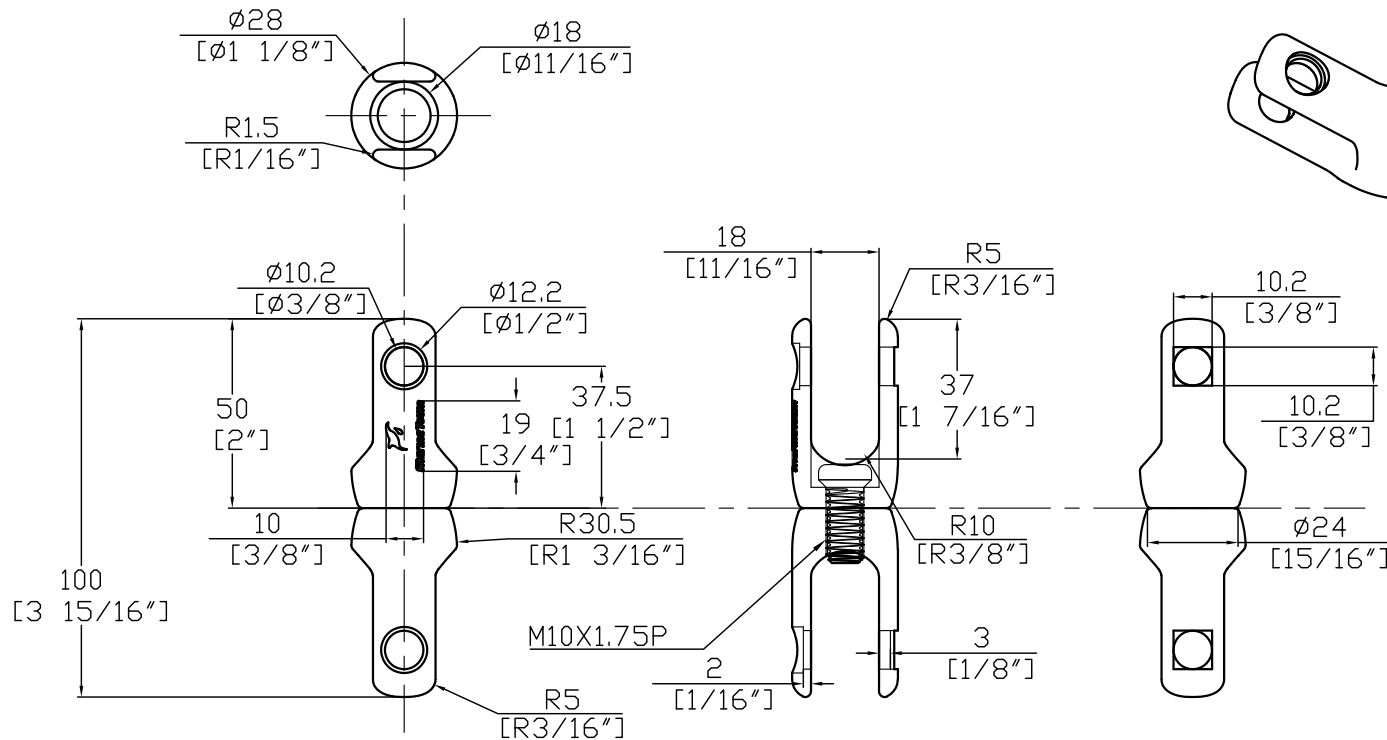 Ø28
[Ø1 1/8"]
Ø18
[Ø11/16"]
R1.5
[R1/16"]
Ø10.2
[Ø3/8"]
Ø12.2
[Ø1/2"]
50
[2"]
37.5
[1 1/2"]
19
[3/4"]
10
[3/8"]
R30.5
[R1 3/16"]
100
[3 15/16"]
R5
[R3/16"]
18
[11/16"]
R5
[R3/16"]
37
[1 7/16"]
R10
[R3/8"]
M10X1.75P
3
[1/8"]
2
[1/16"]
10.2
[3/8"]
10.2
[3/8"]
Ø24
[15/16"]